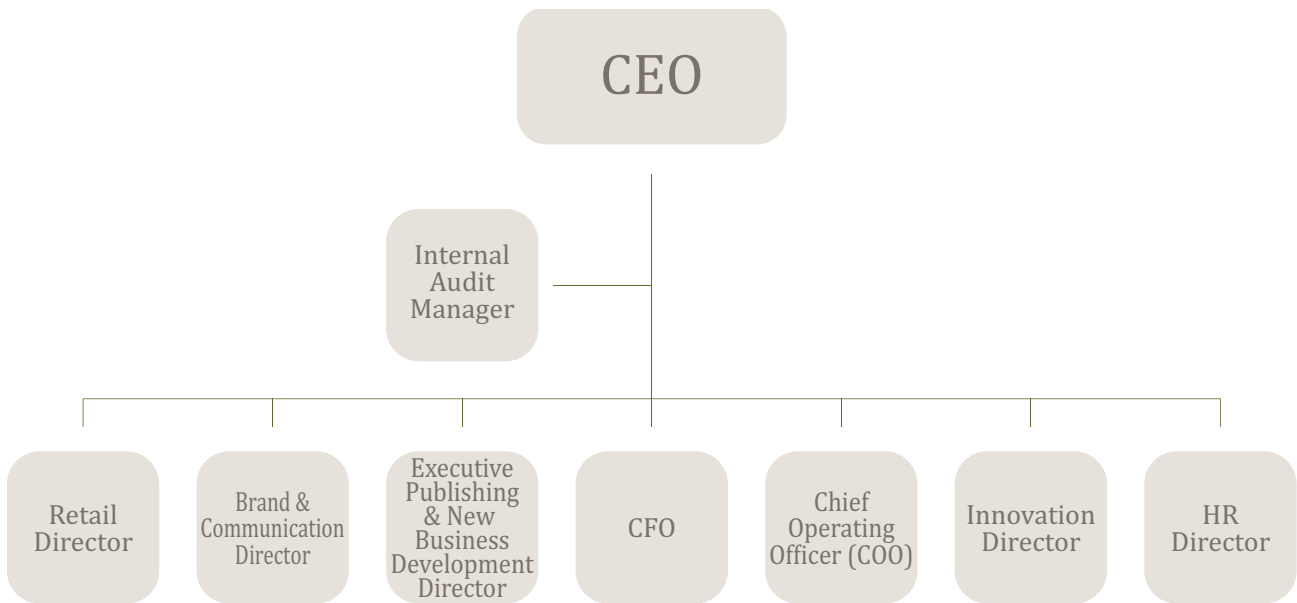 CEO
Internal
Audit
Manager
Retail
Director
Brand &
Communication
Director
Executive
Publishing
& New
Business
Development
Director
CFO
Chief
Operating
Officer (COO)
Innovation
Director
HR
Director